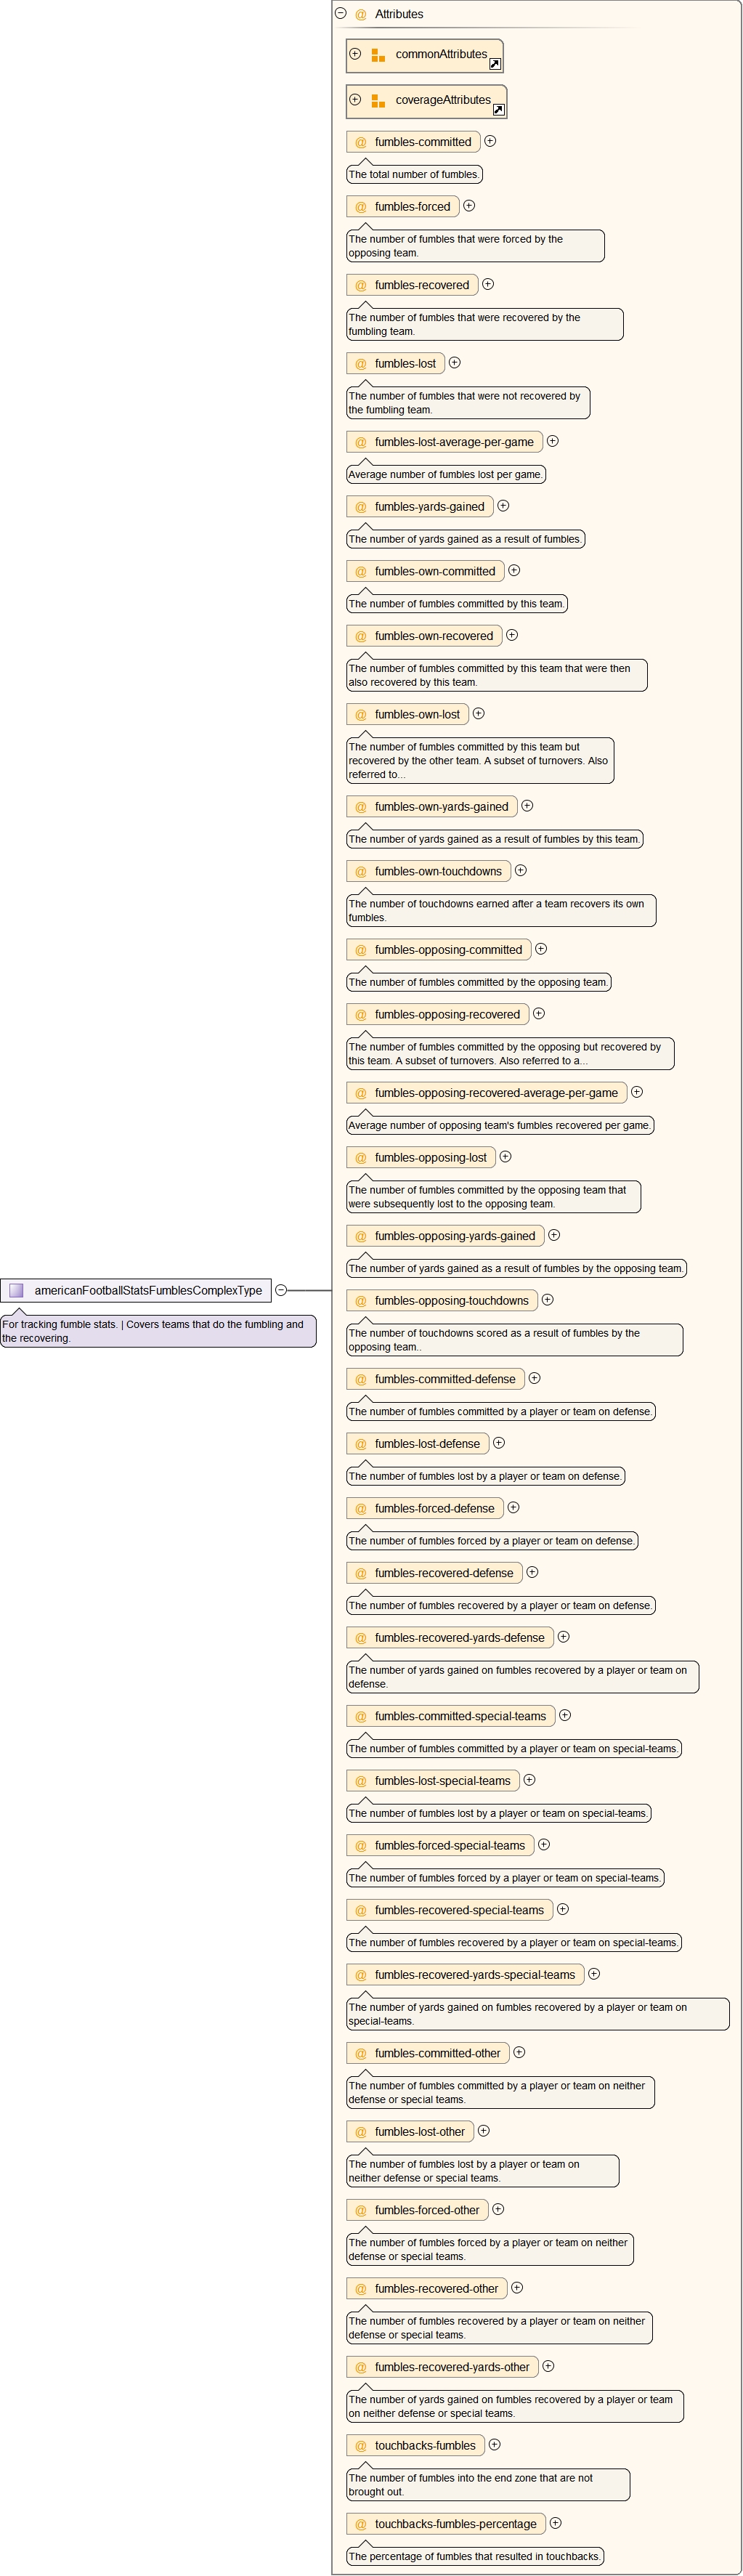 Attributes
commonAttributes
coverageAttributes
@ fumbles-committed
The total number of fumbles.
@ fumbles-forced
The number of fumbles that were forced by the
opposing team.
@ fumbles-recovered
The number of fumbles that were recovered by the
fumbling team.
@ fumbles-lost
The number of fumbles that were not recovered by
the fumbling team.
@ fumbles-lost-average-per-game
Average number of fumbles lost per game.
@ fumbles-yards-gained
The number of yards gained as a result of fumbles.
@ fumbles-own-committed
The number of fumbles committed by this team.
@ fumbles-own-recovered
The number of fumbles committed by this team that were then
also recovered by this team.
@ fumbles-own-lost
The number of fumbles committed by this team but
recovered by the other team. A subset of turnovers. Also
referred to...
@ fumbles-own-yards-gained
The number of yards gained as a result of fumbles by this team.
@ fumbles-own-touchdowns
The number of touchdowns earned after a team recovers its own
fumbles.
@ fumbles-opposing-committed
The number of fumbles committed by the opposing team.
@ fumbles-opposing-recovered
The number of fumbles committed by the opposing but recovered by
this team. A subset of turnovers. Also referred to a...
@ fumbles-opposing-recovered-average-per-game
Average number of opposing team's fumbles recovered per game.
@ fumbles-opposing-lost
The number of fumbles committed by the opposing team that
were subsequently lost to the opposing team.
@ fumbles-opposing-yards-gained
The number of yards gained as a result of fumbles by the opposing team.
americanFootballStatsFumblesComplexType
For tracking fumble stats. | Covers teams that do the fumbling and
the recovering.
@ fumbles-opposing-touchdowns
The number of touchdowns scored as a result of fumbles by the
opposing team..
@ fumbles-committed-defense
The number of fumbles committed by a player or team on defense.
@ fumbles-lost-defense
The number of fumbles lost by a player or team on defense.
@ fumbles-forced-defense
The number of fumbles forced by a player or team on defense.
@ fumbles-recovered-defense
The number of fumbles recovered by a player or team on defense.
@ fumbles-recovered-yards-defense
The number of yards gained on fumbles recovered by a player or team on
defense.
@ fumbles-committed-special-teams
The number of fumbles committed by a player or team on special-teams.
@ fumbles-lost-special-teams
The number of fumbles lost by a player or team on special-teams.
@ fumbles-forced-special-teams
The number of fumbles forced by a player or team on special-teams.
@ fumbles-recovered-special-teams
The number of fumbles recovered by a player or team on special-teams.
@ fumbles-recovered-yards-special-teams
The number of yards gained on fumbles recovered by a player or team on
special-teams.
@ fumbles-committed-other
The number of fumbles committed by a player or team on neither
defense or special teams.
@ fumbles-lost-other
The number of fumbles lost by a player or team on
neither defense or special teams.
@ fumbles-forced-other
The number of fumbles forced by a player or team on neither
defense or special teams.
@ fumbles-recovered-other
The number of fumbles recovered by a player or team on neither
defense or special teams.
@ fumbles-recovered-yards-other
The number of yards gained on fumbles recovered by a player or team
on neither defense or special teams.
@ touchbacks-fumbles
The number of fumbles into the end zone that are not
brought out.
@ touchbacks-fumbles-percentage
The percentage of fumbles that resulted in touchbacks.